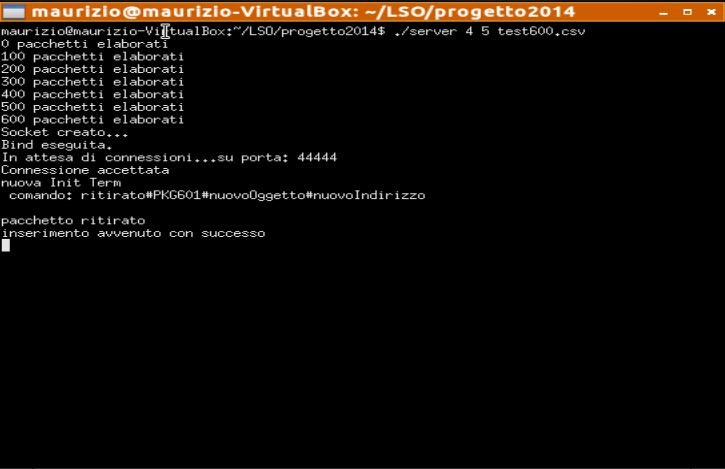 maurizio@maurizio-VirtualBox: ~/LSO/progetto2014
maurizio@maurizio-VirtualBox:~/LSO/progetto2014$ ./server 4 5 test600.csv
0 pacchetti elaborati
100 pacchetti elaborati
200 pacchetti elaborati
300 pacchetti elaborati
400 pacchetti elaborati
500 pacchetti elaborati
600 pacchetti elaborati
Socket creato...
Bind eseguita.
In attesa di connessioni...su porta: 44444
Connessione accettata
nuova Init Term
comando: ritirato#PKG601#nuovoOggetto#nuovoIndirizzo
pacchetto ritirato
inserimento avvenuto con successo